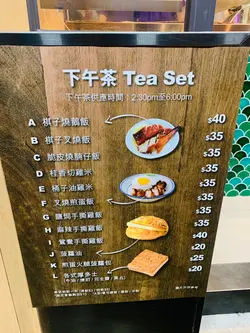 下午茶 Tea Set
下午茶供應時間：2:30pm至6:00pm
A 棋子燒鵝飯 $40
B 棋子叉燒飯 $35
C 脆皮燒腩仔飯 $35
D 桂香切雞米 $35
E 橘子油雞米 $35
F 叉燒煎蛋飯 $35
G 鹽焗手撕雞飯 $35
H 麻辣手撕雞飯 $35
I 鴛鴦手撕雞飯 $40
J 菠蘿油 $20
K 煎蛋火腿菠蘿包 $25
L 各式厚多士 $20